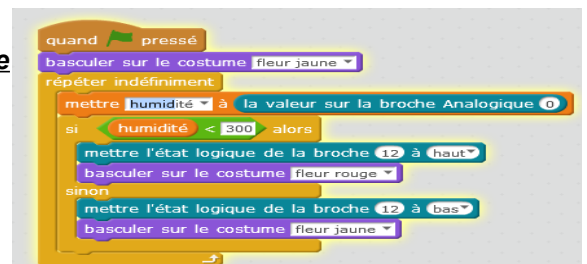 e
quand pressé
basculer sur le costume fleur jaune
répéter indéfiniment
mettre humidité à la valeur sur la broche Analogique 0
si humidité < 300 alors
mettre l'état logique de la broche 12 à haut
basculer sur le costume fleur rouge
sinon
mettre l'état logique de la broche 12 à bas
basculer sur le costume fleur jaune